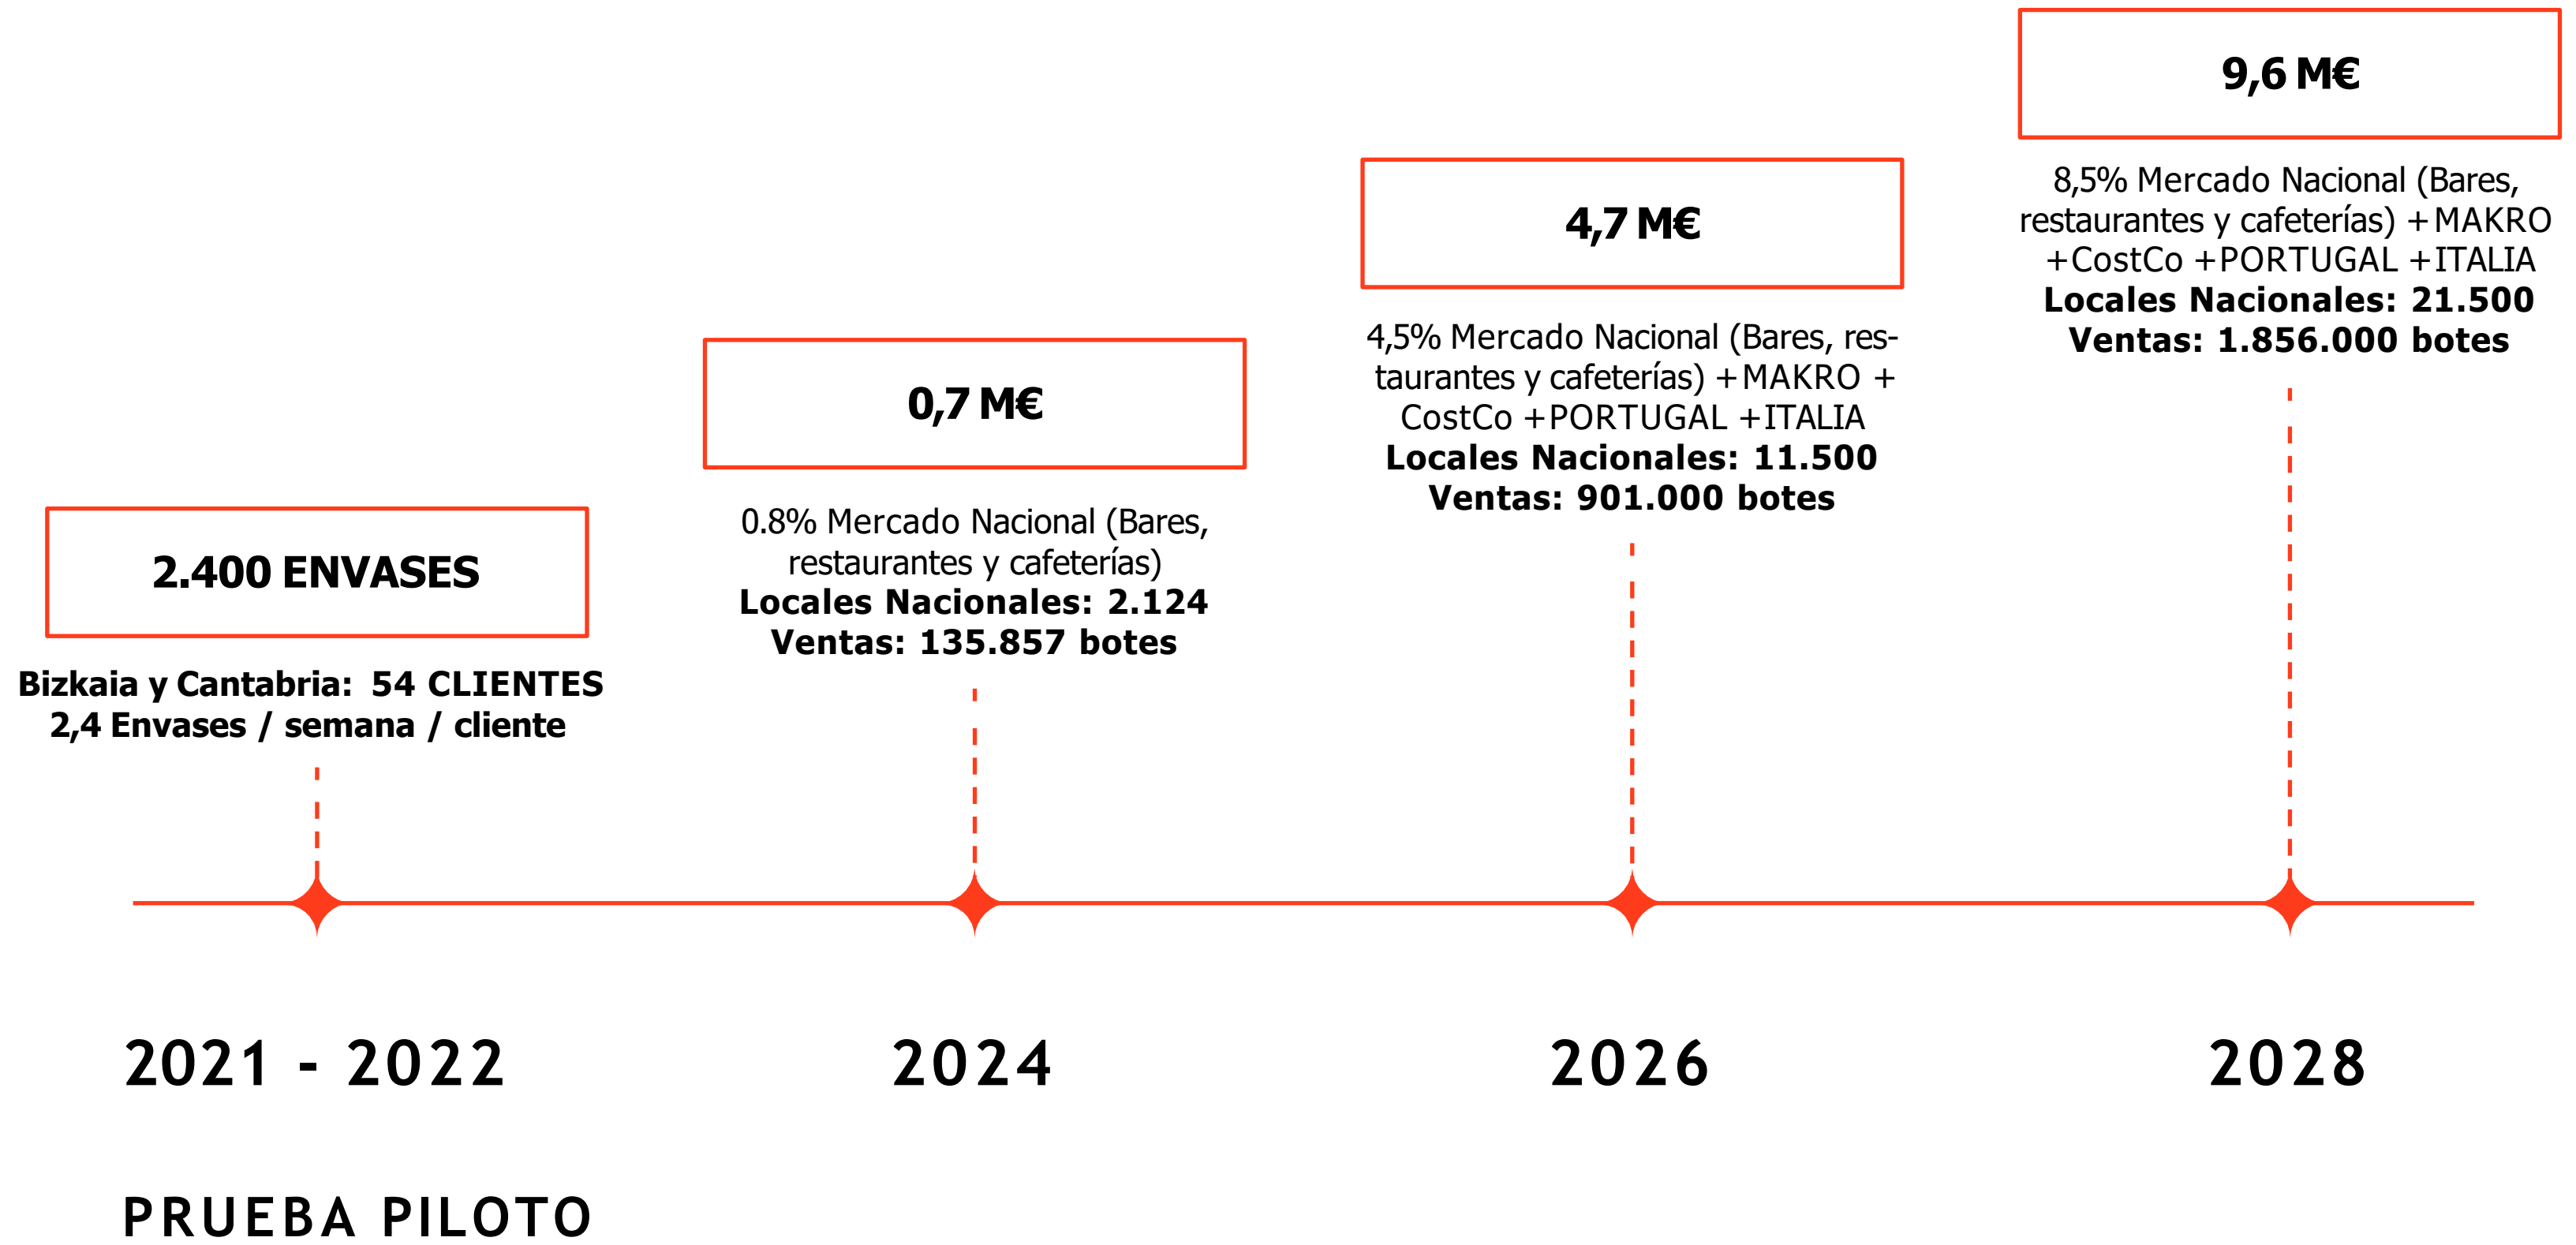 2.400 ENVASES
Bizkaia y Cantabria: 54 CLIENTES
2,4 Envases / semana / cliente
0,7 M€
0.8% Mercado Nacional (Bares,
restaurantes y cafeterías)
Locales Nacionales: 2.124
Ventas: 135.857 botes
4,7 M€
4,5% Mercado Nacional (Bares, res-
taurantes y cafeterías) +MAKRO +
CostCo +PORTUGAL +ITALIA
Locales Nacionales: 11.500
Ventas: 901.000 botes
9,6 M€
8,5% Mercado Nacional (Bares,
restaurantes y cafeterías) +MAKRO
+CostCo +PORTUGAL +ITALIA
Locales Nacionales: 21.500
Ventas: 1.856.000 botes
2021 - 2022
2024
2026
2028
PRUEBA PILOTO